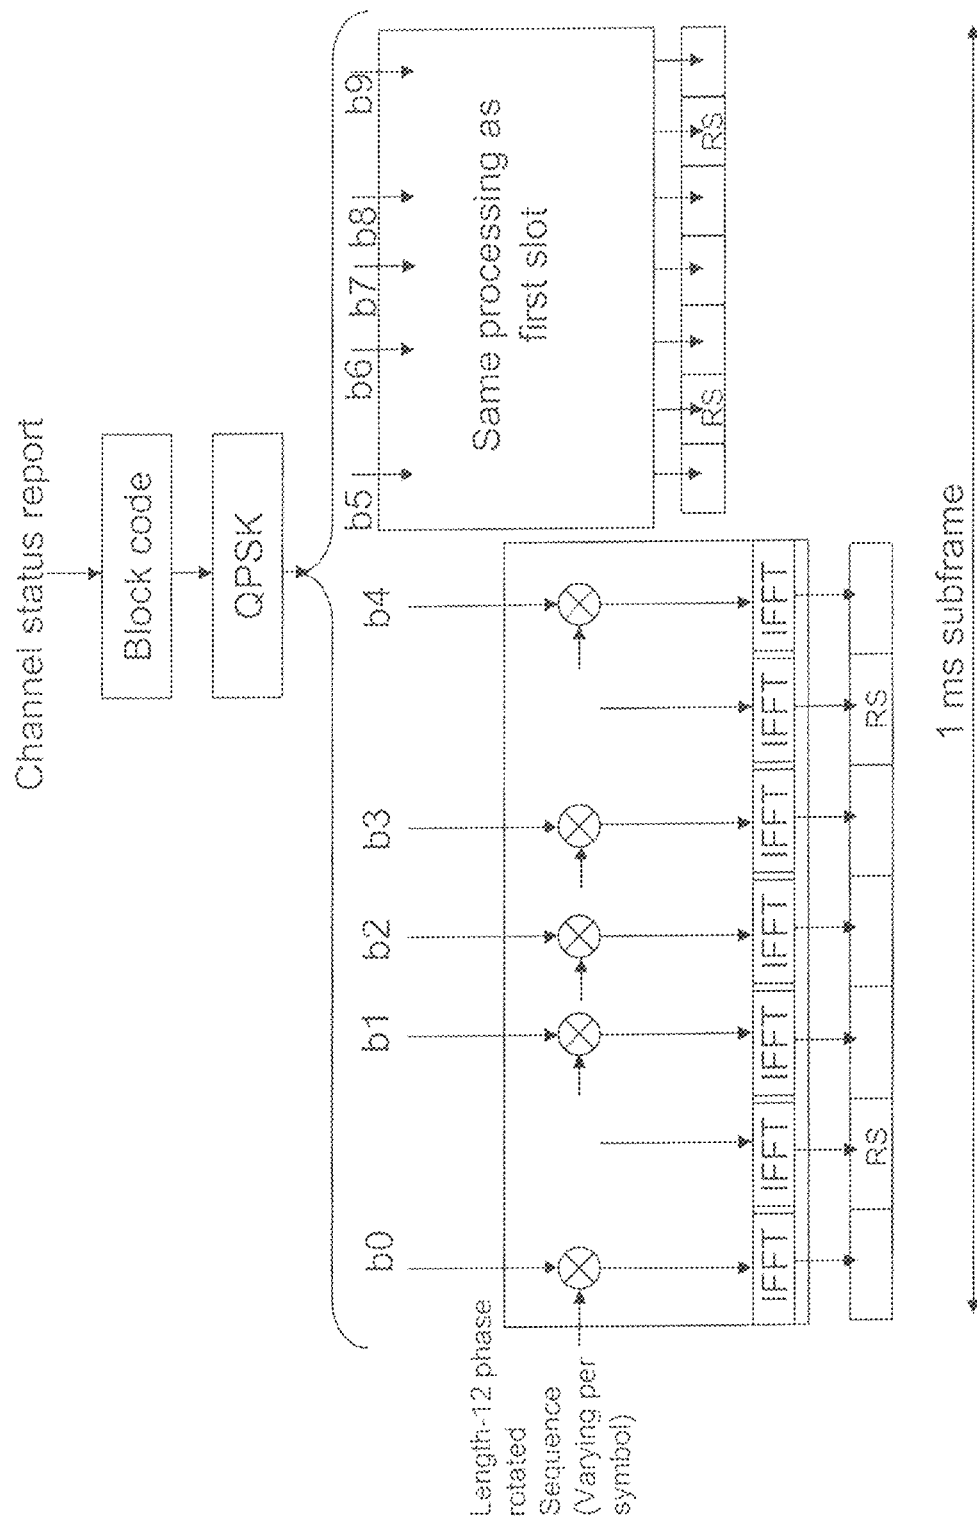 Channel status report
Block code
QPSK
b0
b1
b2
b3
b4
b5
b6
b7
b8
b9
Length-12 phase
rotated
Sequence
(Varying per
symbol)
Same processing as
first slot
IFFT
IFFT
IFFT
IFFT
IFFT
IFFT
IFFT
RS
RS
RS
RS
1 ms subframe